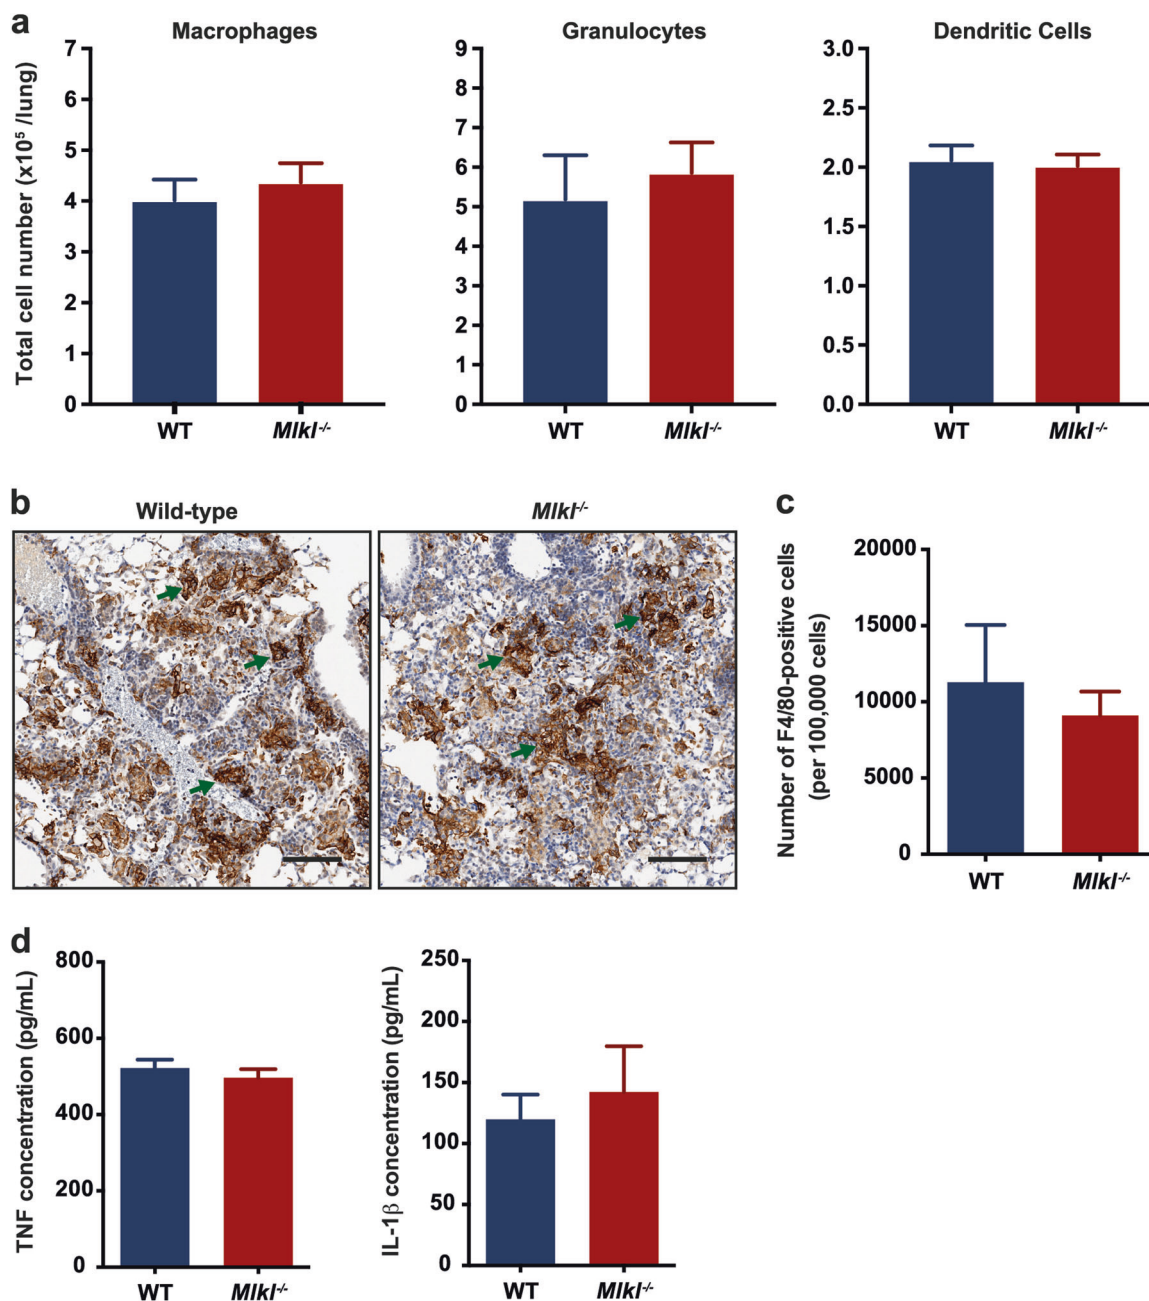 a
Macrophages
Granulocytes
Dendritic Cells
Total cell number (x10⁵ /lung)
7
6
5
4
3
2
1
0
WT
Mlkl-/-
9
8
7
6
5
4
3
2
1
0
WT
Mlkl-/-
3.0
2.5
2.0
1.5
1.0
0.5
0.0
WT
Mlkl-/-
b
Wild-type
Mlkl-/-
c
Number of F4/80-positive cells
(per 100,000 cells)
20000
15000
10000
5000
0
WT
Mlkl-/-
d
TNF concentration (pg/mL)
800
600
400
200
0
WT
Mlkl-/-
IL-1β concentration (pg/mL)
250
200
150
100
50
0
WT
Mlkl-/-